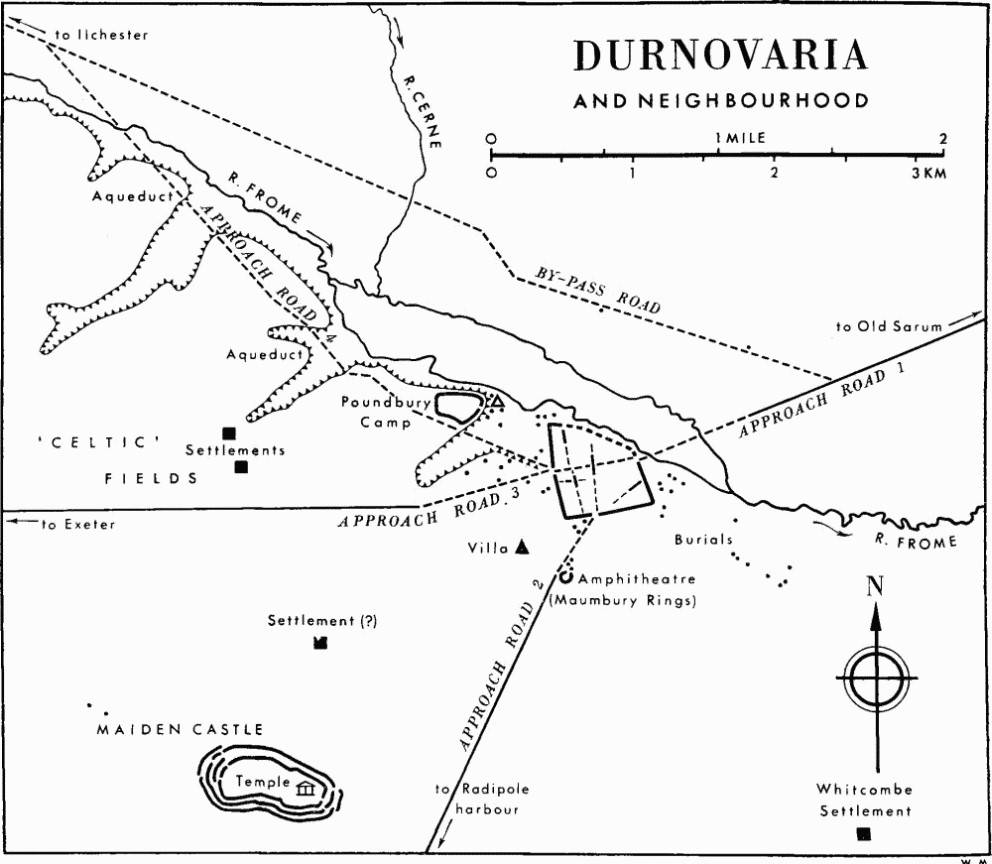 to Ilchester
DURNOVARIA
AND NEIGHBOURHOOD
0 1 MILE 2
0 1 2 3 KM
R. CERNE
R. FROME
Aqueduct
APPROACH ROAD 4
BY-PASS ROAD
to Old Sarum
APPROACH ROAD 1
Aqueduct
Poundbury
Camp
'CELTIC'
FIELDS
Settlements
to Exeter
APPROACH ROAD 3
Villa
Burials
R. FROME
Amphitheatre
(Maumbury Rings)
N
APPROACH ROAD 2
Settlement (?)
MAIDEN CASTLE
Temple
to Radipole
harbour
Whitcombe
Settlement
W. M.